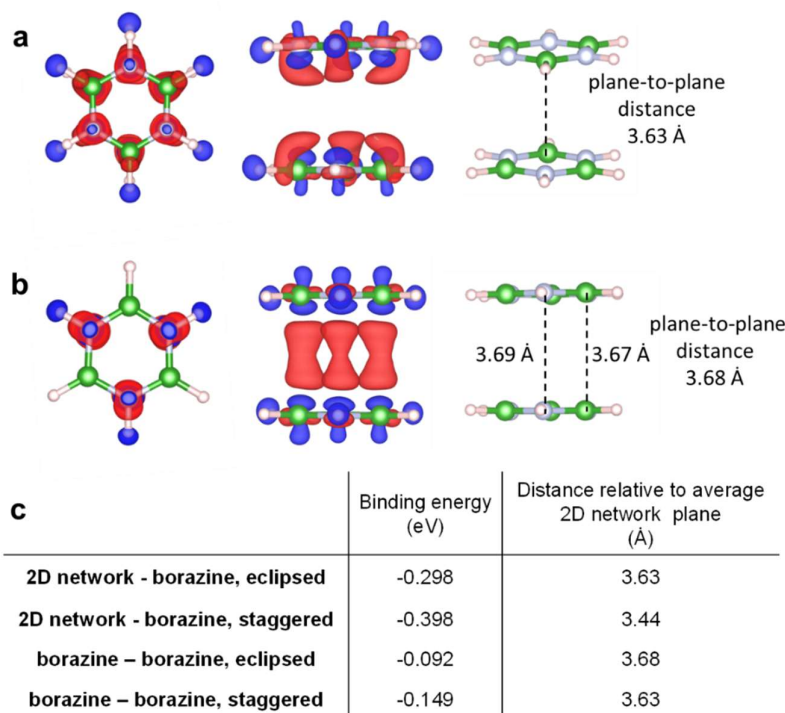 a
plane-to-plane
distance
3.63 Å
b
3.69 Å
3.67 Å
plane-to-plane
distance
3.68 Å
c
Binding energy
(eV)
Distance relative to average
2D network plane
(Å)
2D network - borazine, eclipsed -0.298 3.63
2D network - borazine, staggered -0.398 3.44
borazine – borazine, eclipsed -0.092 3.68
borazine – borazine, staggered -0.149 3.63